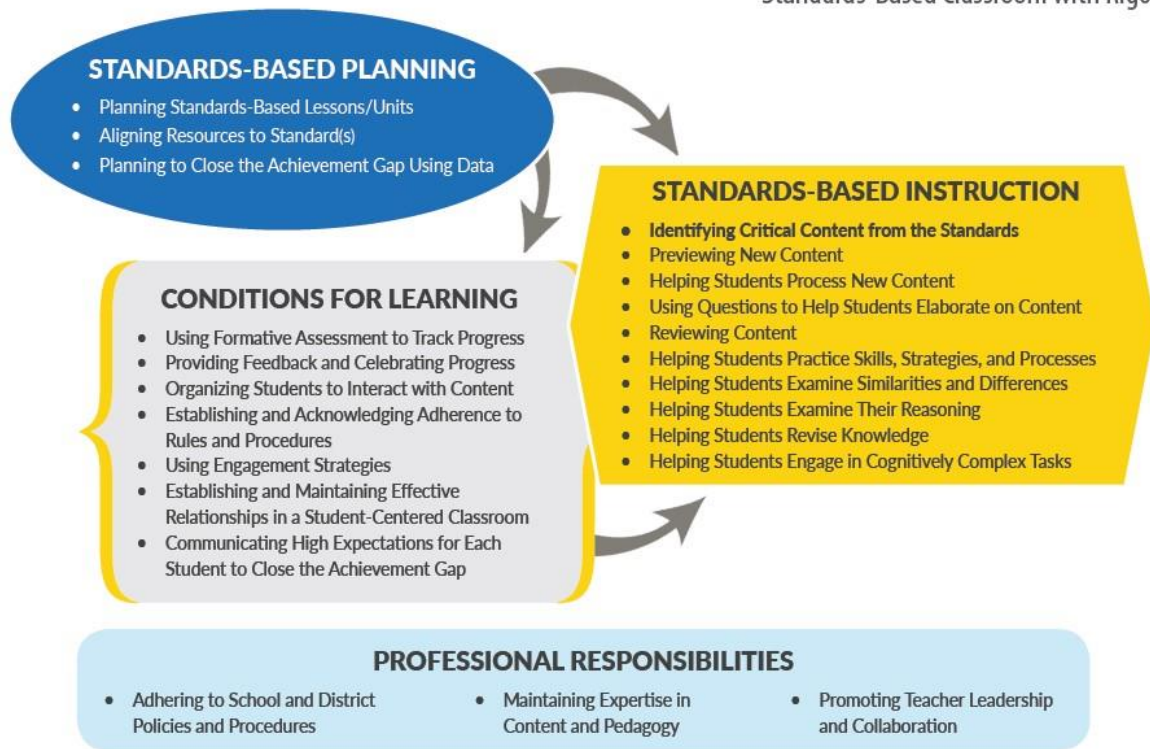 Standards-Based Classroom with Rigo
STANDARDS-BASED PLANNING
• Planning Standards-Based Lessons/Units
• Aligning Resources to Standard(s)
• Planning to Close the Achievement Gap Using Data
STANDARDS-BASED INSTRUCTION
• Identifying Critical Content from the Standards
• Previewing New Content
• Helping Students Process New Content
• Using Questions to Help Students Elaborate on Content
• Reviewing Content
• Helping Students Practice Skills, Strategies, and Processes
• Helping Students Examine Similarities and Differences
• Helping Students Examine Their Reasoning
• Helping Students Revise Knowledge
• Helping Students Engage in Cognitively Complex Tasks
CONDITIONS FOR LEARNING
• Using Formative Assessment to Track Progress
• Providing Feedback and Celebrating Progress
• Organizing Students to Interact with Content
• Establishing and Acknowledging Adherence to
Rules and Procedures
• Using Engagement Strategies
• Establishing and Maintaining Effective
Relationships in a Student-Centered Classroom
• Communicating High Expectations for Each
Student to Close the Achievement Gap
PROFESSIONAL RESPONSIBILITIES
• Adhering to School and District
Policies and Procedures
• Maintaining Expertise in
Content and Pedagogy
• Promoting Teacher Leadership
and Collaboration